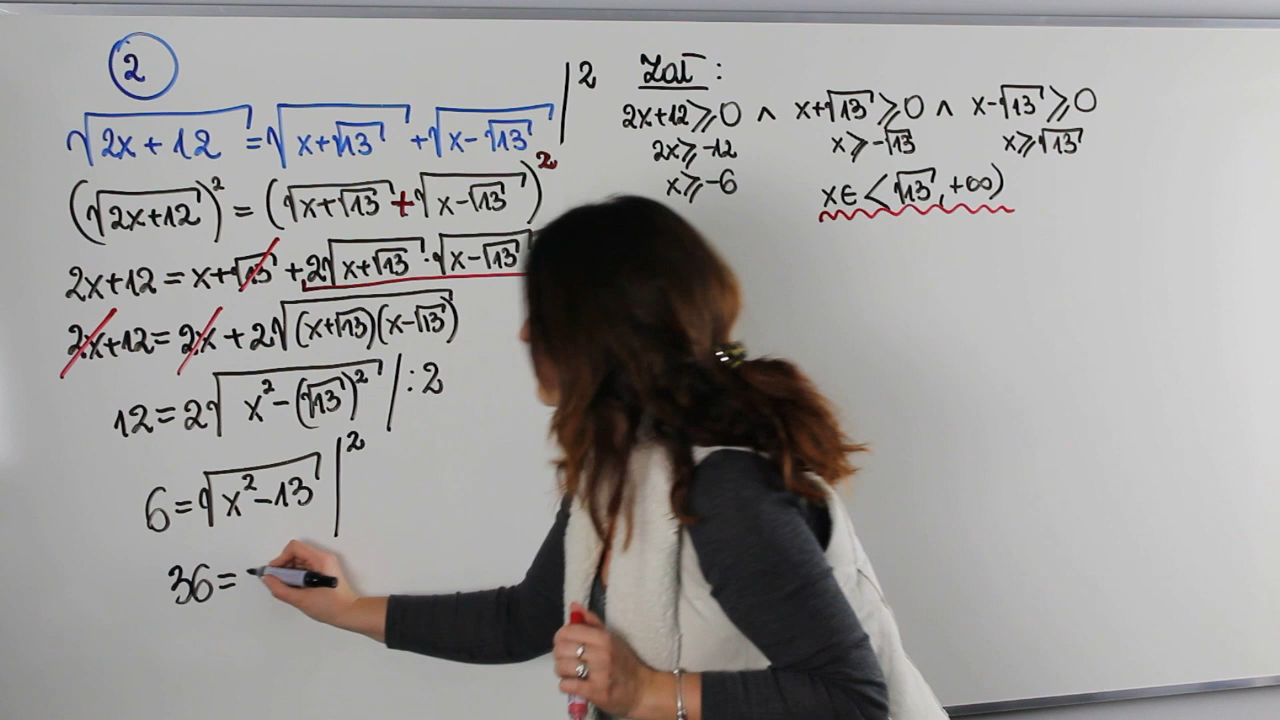 2
√(2x+12) = √(x+√13) + √(x-√13) |²
(√(2x+12))² = (√(x+√13) + √(x-√13))²
2x+12 = x+√13 + 2√(x+√13) · √(x-√13)
2x+12 = 2x + 2√((x+√13)(x-√13))
12 = 2√(x²-(√13)²) | :2
6 = √(x²-13) |²
36 =
Zał:
2x+12 ⩾ 0 ∧ x+√13 ⩾ 0 ∧ x-√13 ⩾ 0
2x ⩾ -12 x ⩾ -√13 x ⩾ √13
x ⩾ -6 x∈<√13, +∞)